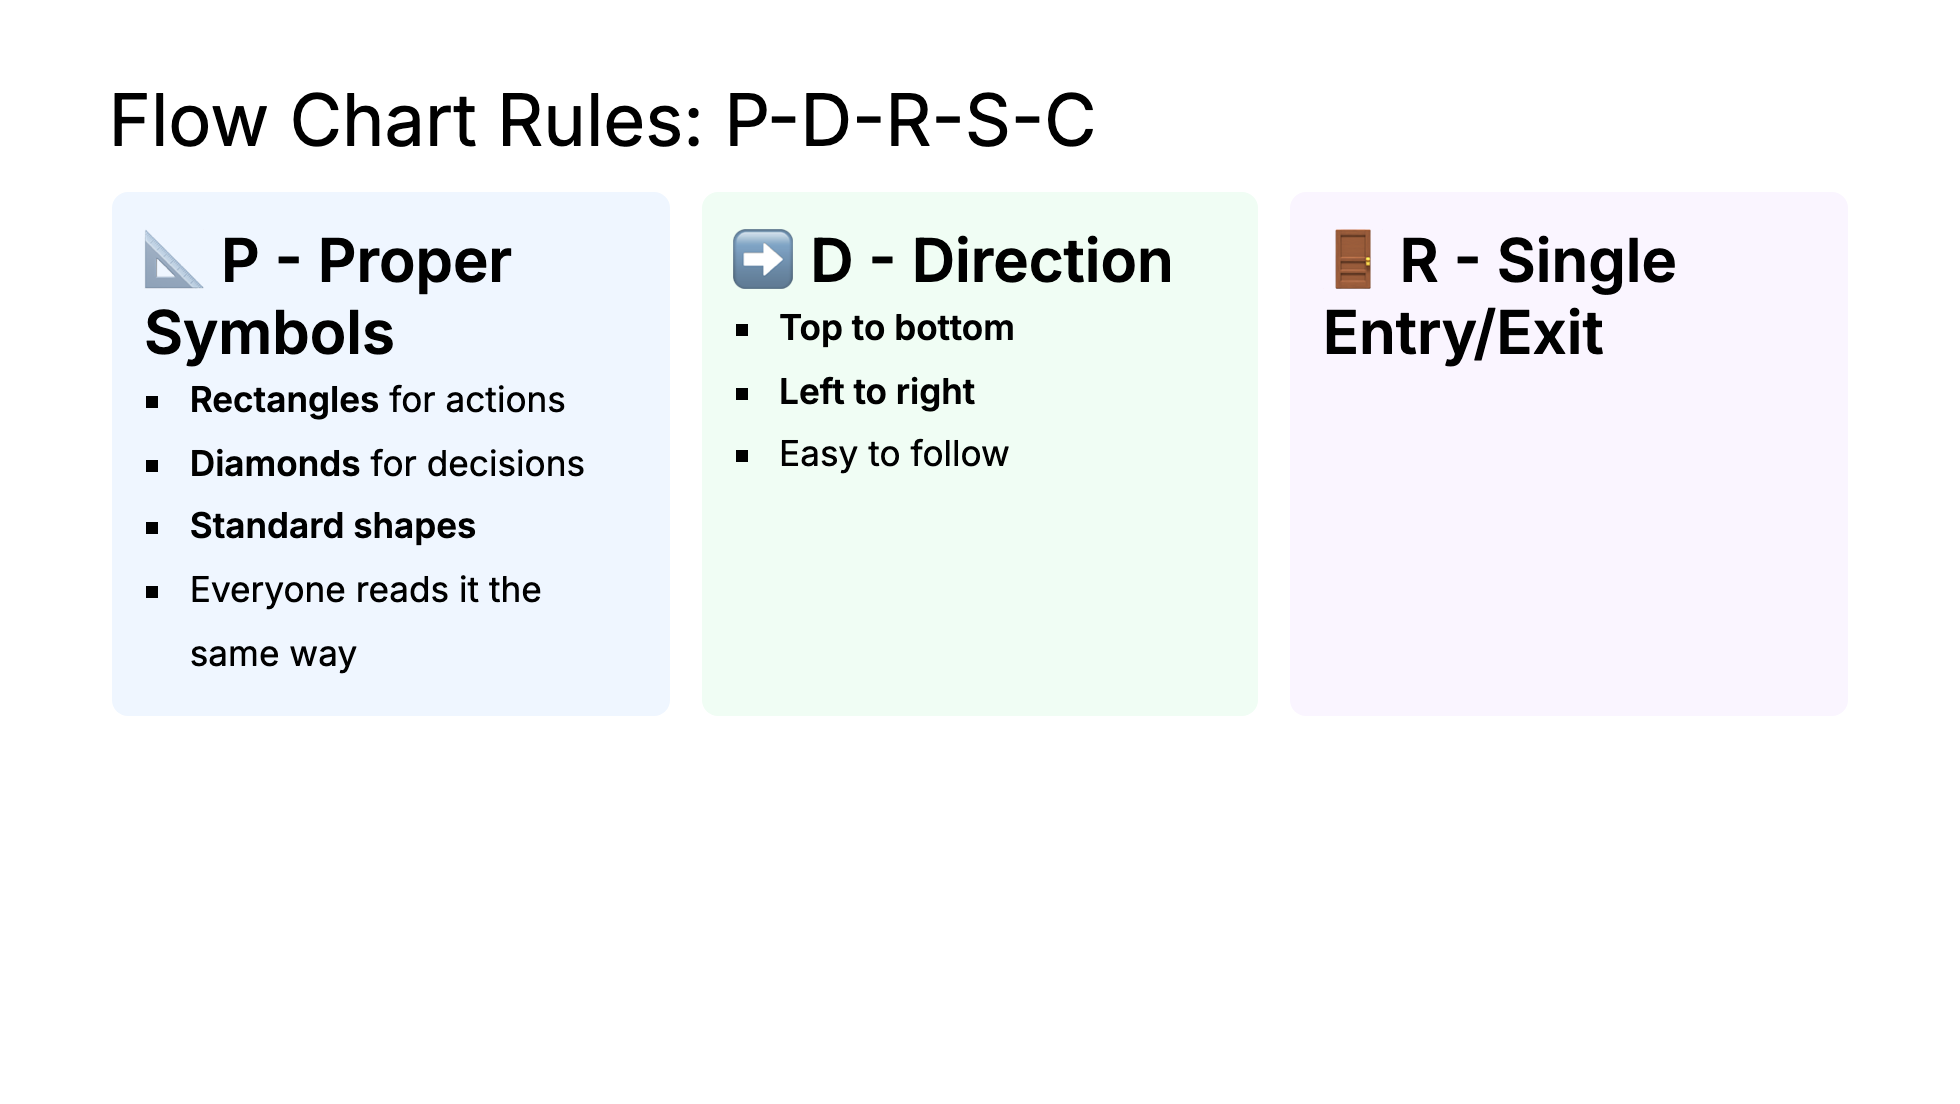 Flow Chart Rules: P-D-R-S-C
📐 P - Proper
Symbols
▪ Rectangles for actions
▪ Diamonds for decisions
▪ Standard shapes
▪ Everyone reads it the
same way
➡️ D - Direction
▪ Top to bottom
▪ Left to right
▪ Easy to follow
🚪 R - Single
Entry/Exit